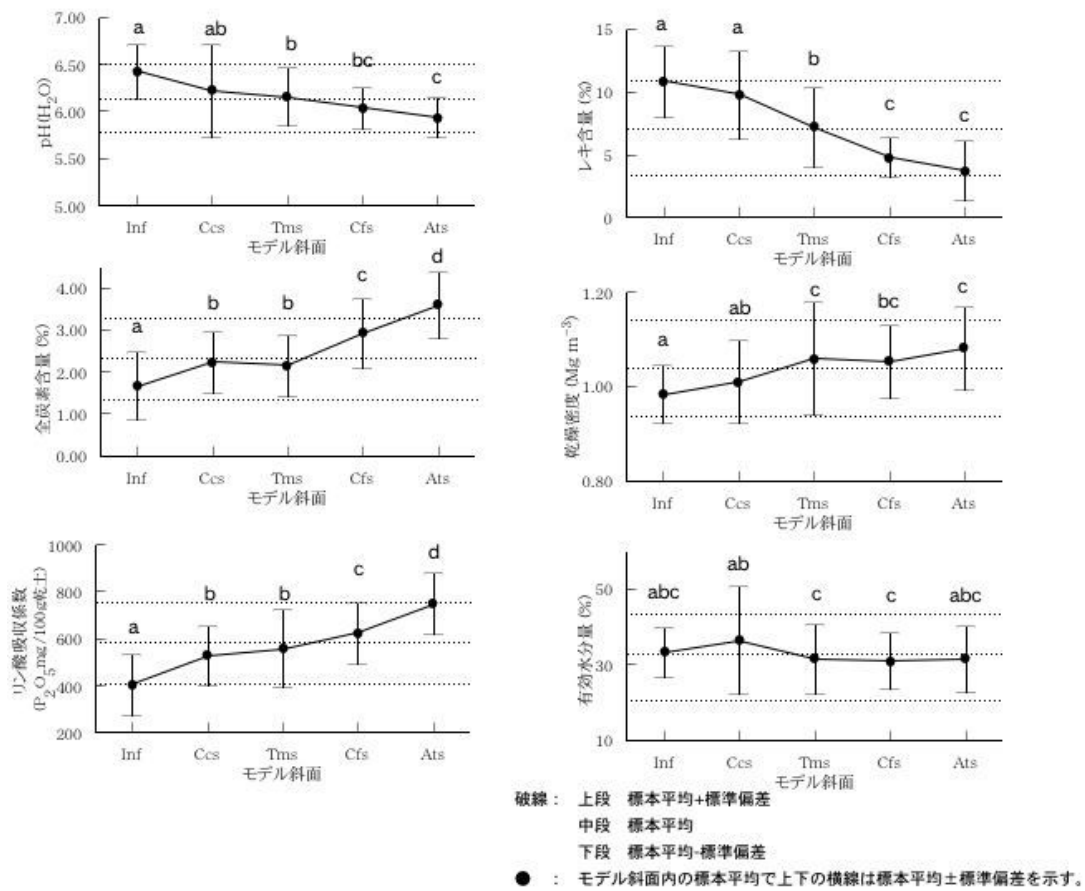 7.00
6.50
6.00
5.50
5.00
pH(H2O)
a
ab
b
bc
c
Inf
Ccs
Tms
Cfs
Ats
モデル斜面
15
10
5
0
レキ含量 (%)
a
a
b
c
c
Inf
Ccs
Tms
Cfs
Ats
モデル斜面
4.00
3.00
2.00
1.00
0.00
全炭素含量 (%)
a
b
b
c
d
Inf
Ccs
Tms
Cfs
Ats
モデル斜面
1.20
1.00
0.80
乾燥密度 (Mg m-3)
a
ab
c
bc
c
Inf
Ccs
Tms
Cfs
Ats
モデル斜面
1000
800
600
400
200
リン酸吸収係数
(P2O5mg/100g乾土)
a
b
b
c
d
Inf
Ccs
Tms
Cfs
Ats
モデル斜面
50
30
10
有効水分量 (%)
abc
ab
c
c
abc
Inf
Ccs
Tms
Cfs
Ats
モデル斜面
破線： 上段 標本平均+標準偏差
中段 標本平均
下段 標本平均-標準偏差
● ： モデル斜面内の標本平均で上下の横線は標本平均±標準偏差を示す。